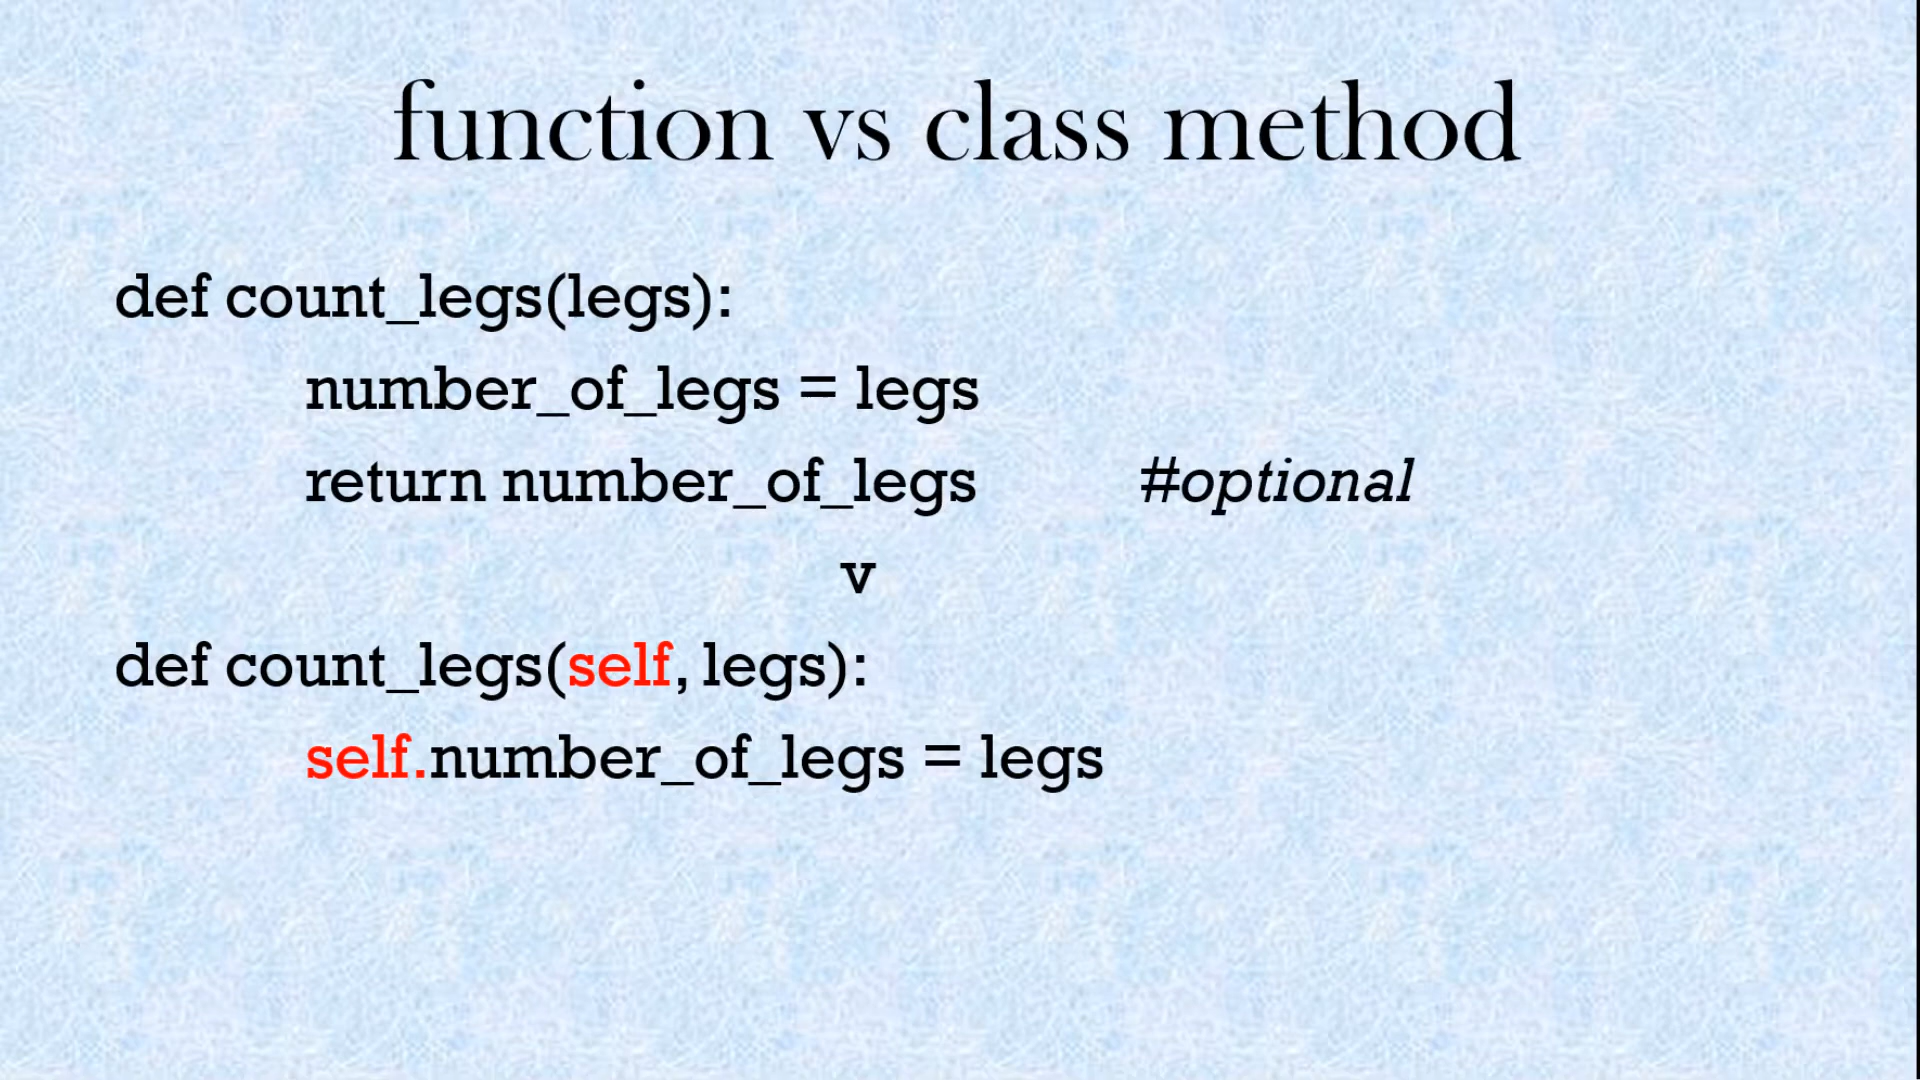 function vs class method
def count_legs(legs):
number_of_legs = legs
return number_of_legs #optional
v
def count_legs(self, legs):
self.number_of_legs = legs